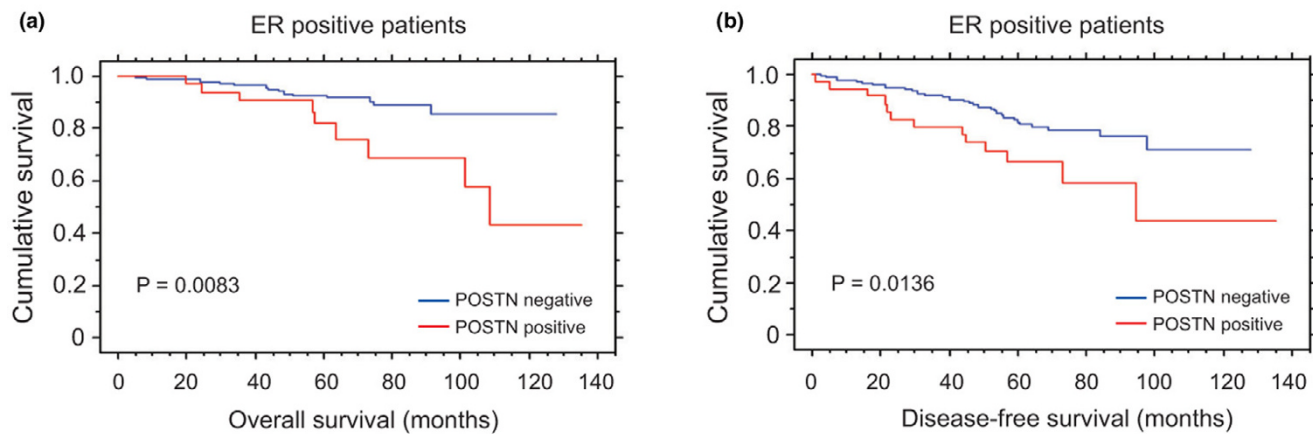 (a)
ER positive patients
Cumulative survival
1.0
0.8
0.6
0.4
0.2
0
P = 0.0083
POSTN negative
POSTN positive
0 20 40 60 80 100 120 140
Overall survival (months)
(b)
ER positive patients
Cumulative survival
1.0
0.8
0.6
0.4
0.2
0
P = 0.0136
POSTN negative
POSTN positive
0 20 40 60 80 100 120 140
Disease-free survival (months)